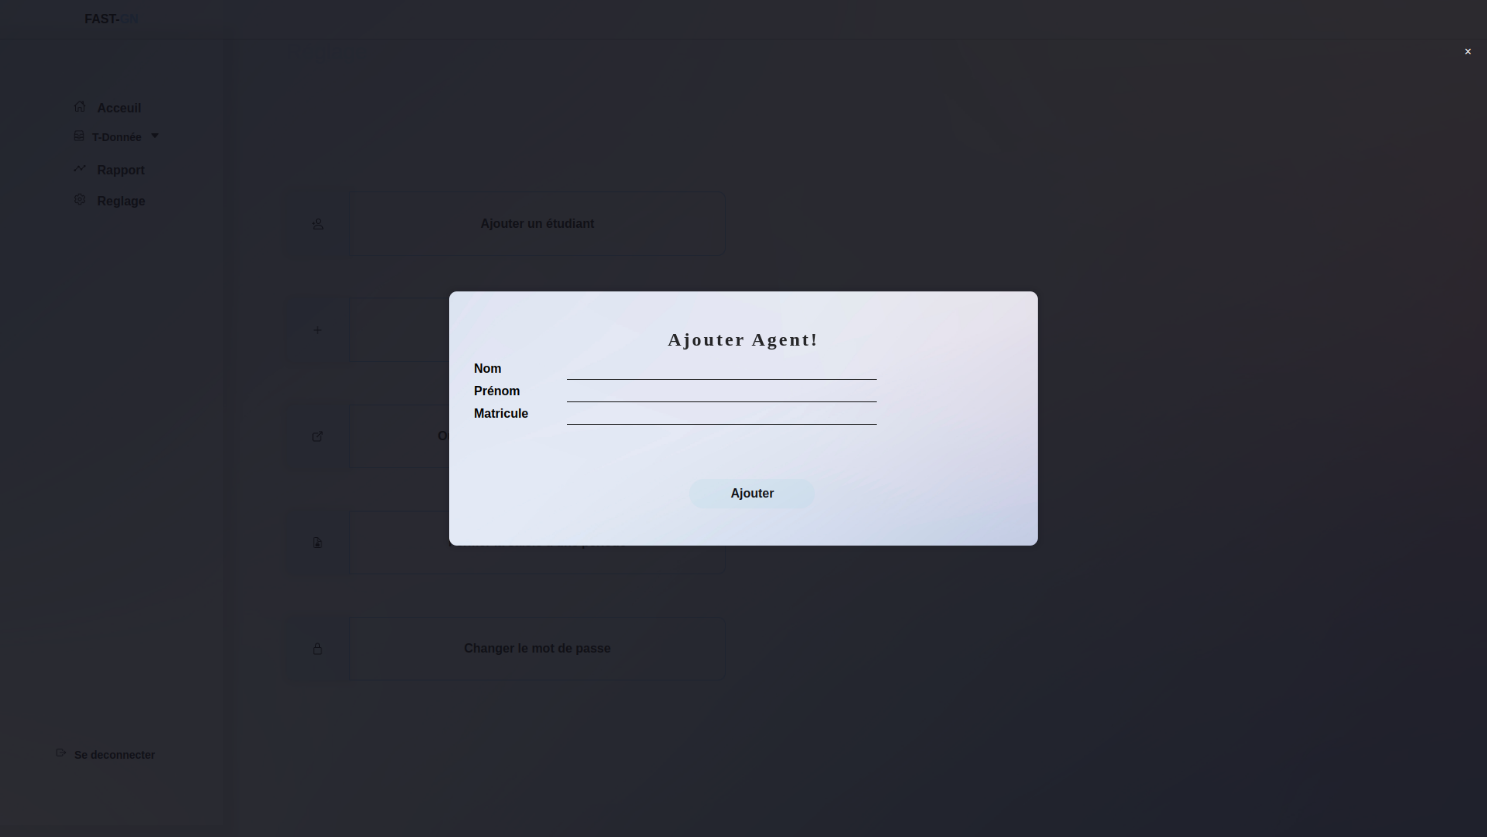 FAST-ON
×
Acceuil
T-Donnée
Rapport
Reglage
Ajouter un étudiant
Ajouter Agent!
Nom
Prénom
Matricule
Ajouter
Changer le mot de passe
Se deconnecter